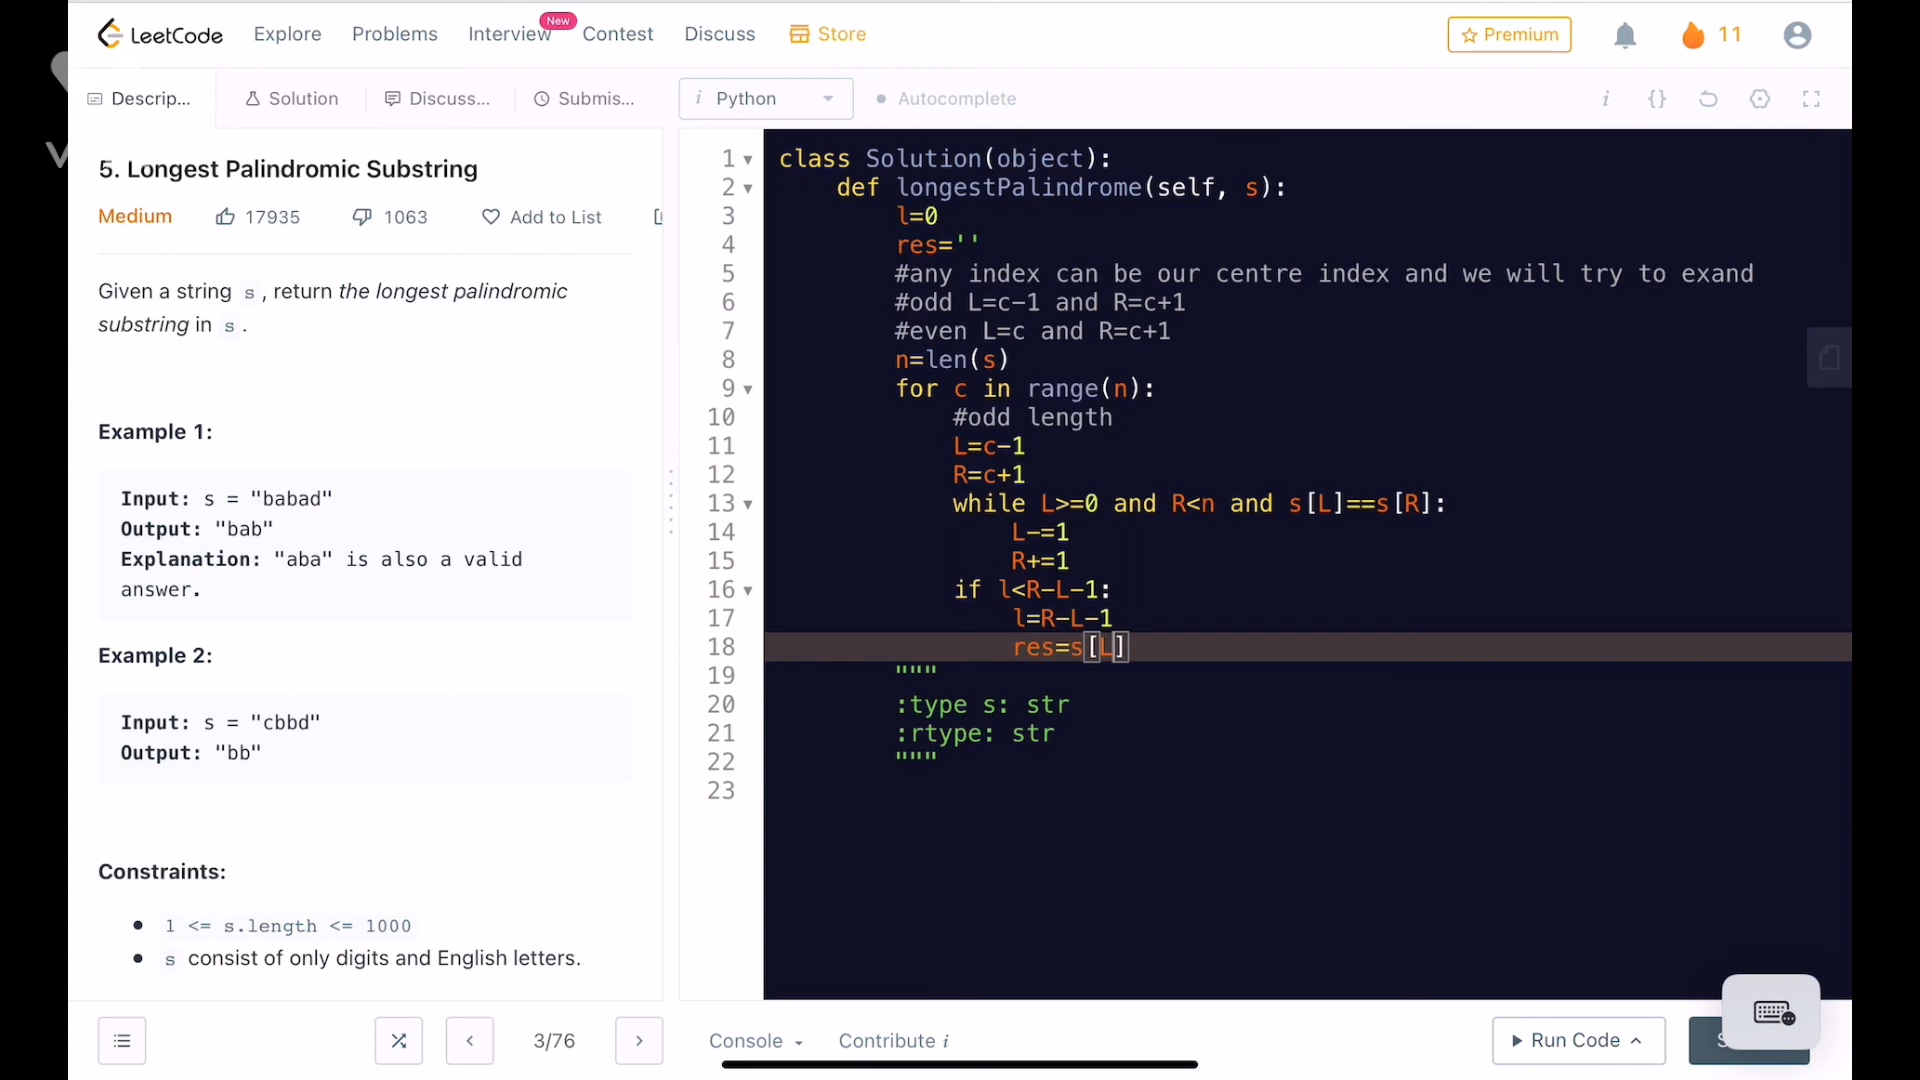 LeetCode
Explore
Problems
Interview
New
Contest
Discuss
Store
Premium
11
Descrip...
Solution
Discuss...
Submis...
i Python
Autocomplete
i
{}
5. Longest Palindromic Substring
Medium
17935
1063
Add to List
Given a string s , return the longest palindromic
substring in s .
Example 1:
Input: s = "babad"
Output: "bab"
Explanation: "aba" is also a valid
answer.
Example 2:
Input: s = "cbbd"
Output: "bb"
Constraints:
1 <= s.length <= 1000
s consist of only digits and English letters.
3/76
1 class Solution(object):
2 def longestPalindrome(self, s):
3 l=0
4 res=''
5 #any index can be our centre index and we will try to exand
6 #odd L=c-1 and R=c+1
7 #even L=c and R=c+1
8 n=len(s)
9 for c in range(n):
10 #odd length
11 L=c-1
12 R=c+1
13 while L>=0 and R<n and s[L]==s[R]:
14 L-=1
15 R+=1
16 if l<R-L-1:
17 l=R-L-1
18 res=s[L]
19 """
20 :type s: str
21 :rtype: str
22 """
23
Console
Contribute i
Run Code